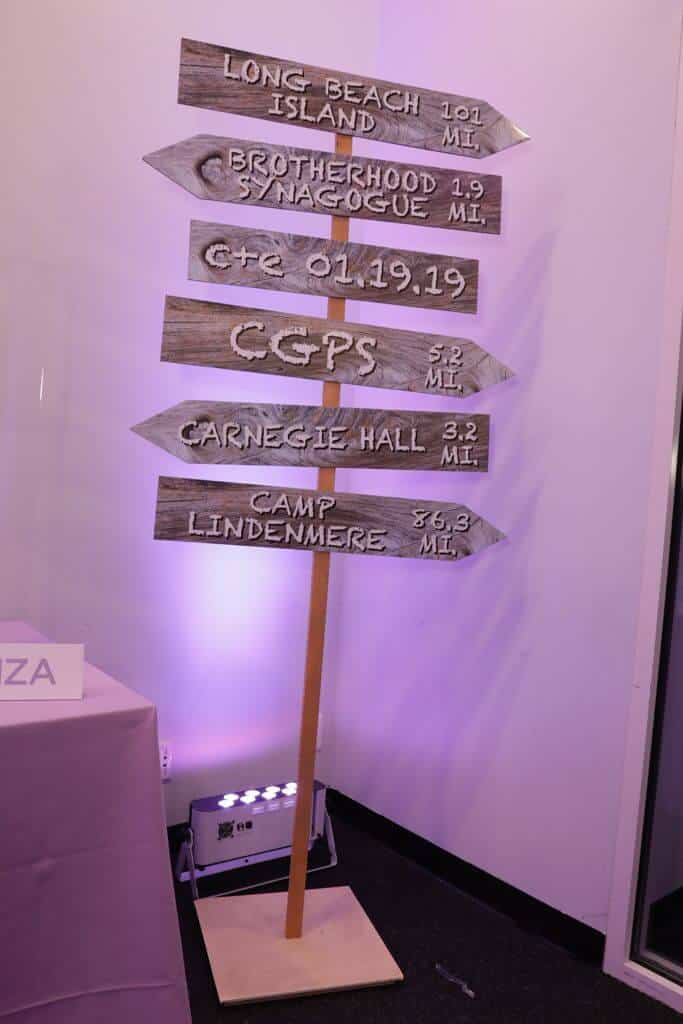 LONG BEACH
ISLAND
101
MI.
BROTHERHOOD
SYNAGOGUE
1.9
MI.
c+c 01.19.19
CGPS
5.2
MI.
CARNEGIE HALL
3.2
MI.
CAMP
LINDENMERE
86.3
MI.